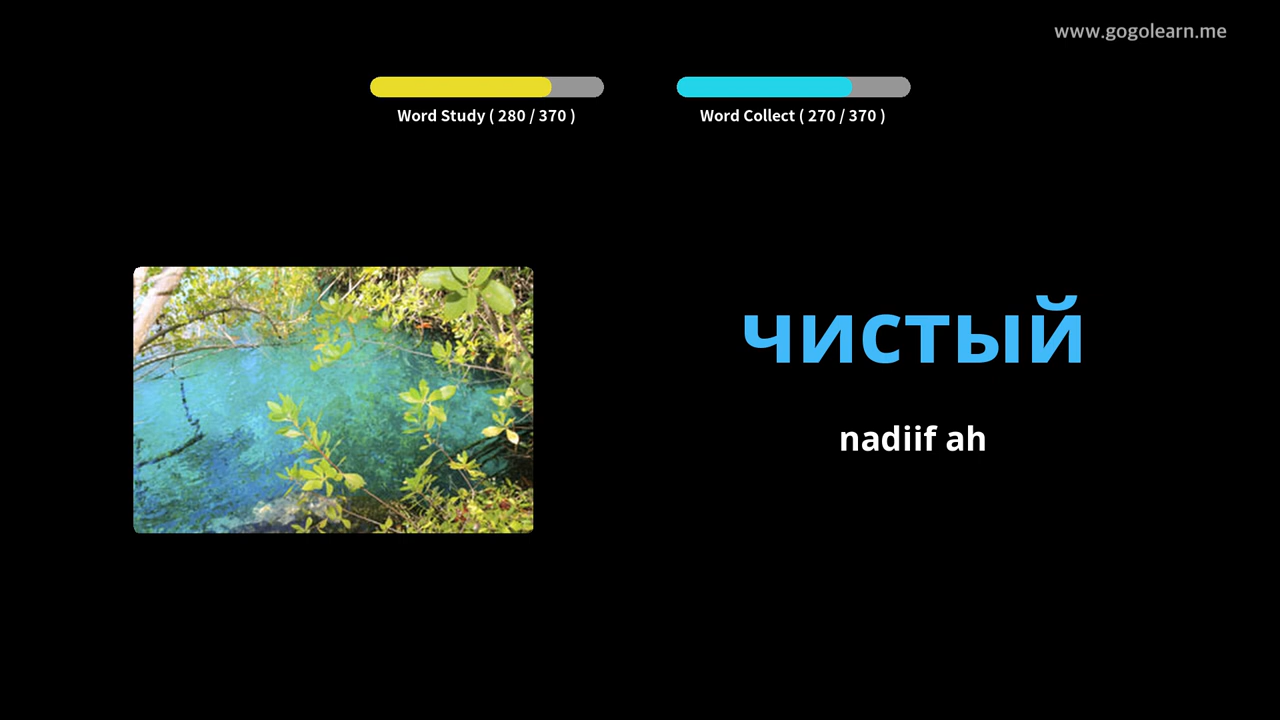 www.gogolearn.me
Word Study ( 280 / 370 )
Word Collect ( 270 / 370 )
чистый
nadiif ah